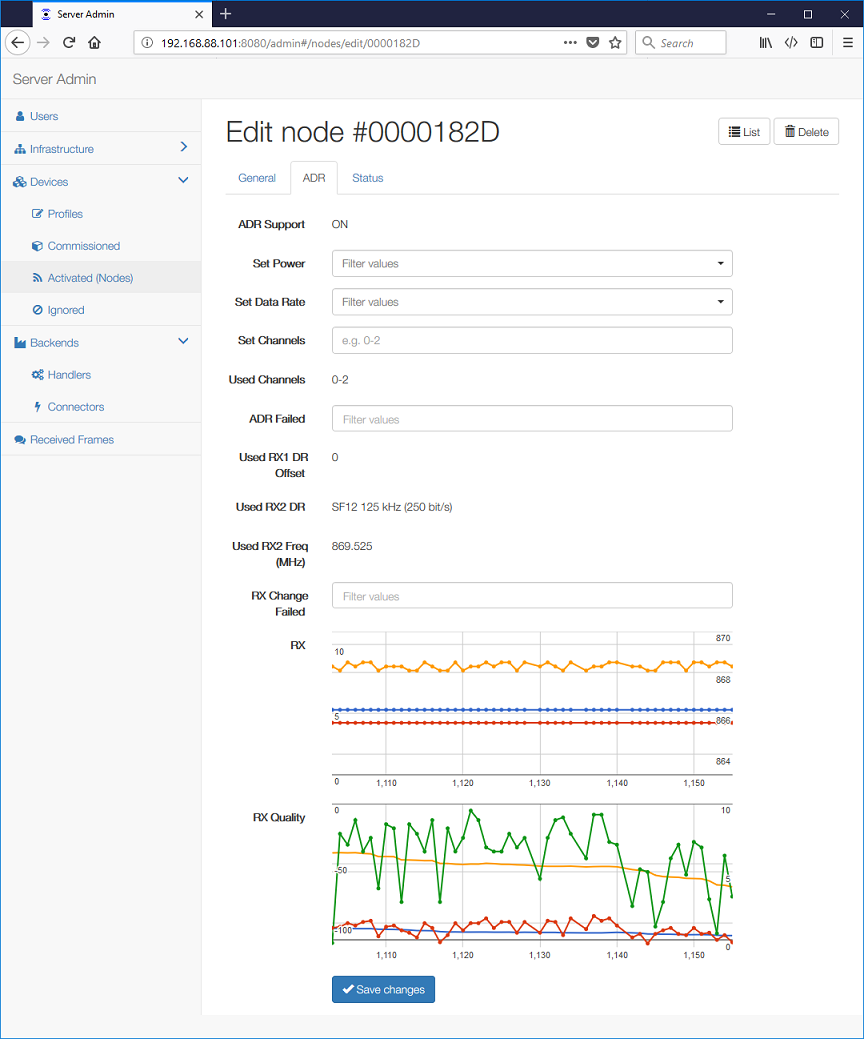 Server Admin
192.168.88.101:8080/admin#/nodes/edit/0000182D
Search
Server Admin
Users
Infrastructure
Devices
Profiles
Commissioned
Activated (Nodes)
Ignored
Backends
Handlers
Connectors
Received Frames
Edit node #0000182D
List
Delete
General
ADR
Status
ADR Support ON
Set Power Filter values
Set Data Rate Filter values
Set Channels e.g. 0-2
Used Channels 0-2
ADR Failed Filter values
Used RX1 DR 0
Offset
Used RX2 DR SF12 125 kHz (250 bit/s)
Used RX2 Freq 869.525
(MHz)
RX Change Filter values
Failed
RX
870
10
868
5
866
864
0 1,110 1,120 1,130 1,140 1,150
RX Quality
0 10
-50
5
-100
0
1,110 1,120 1,130 1,140 1,150
Save changes